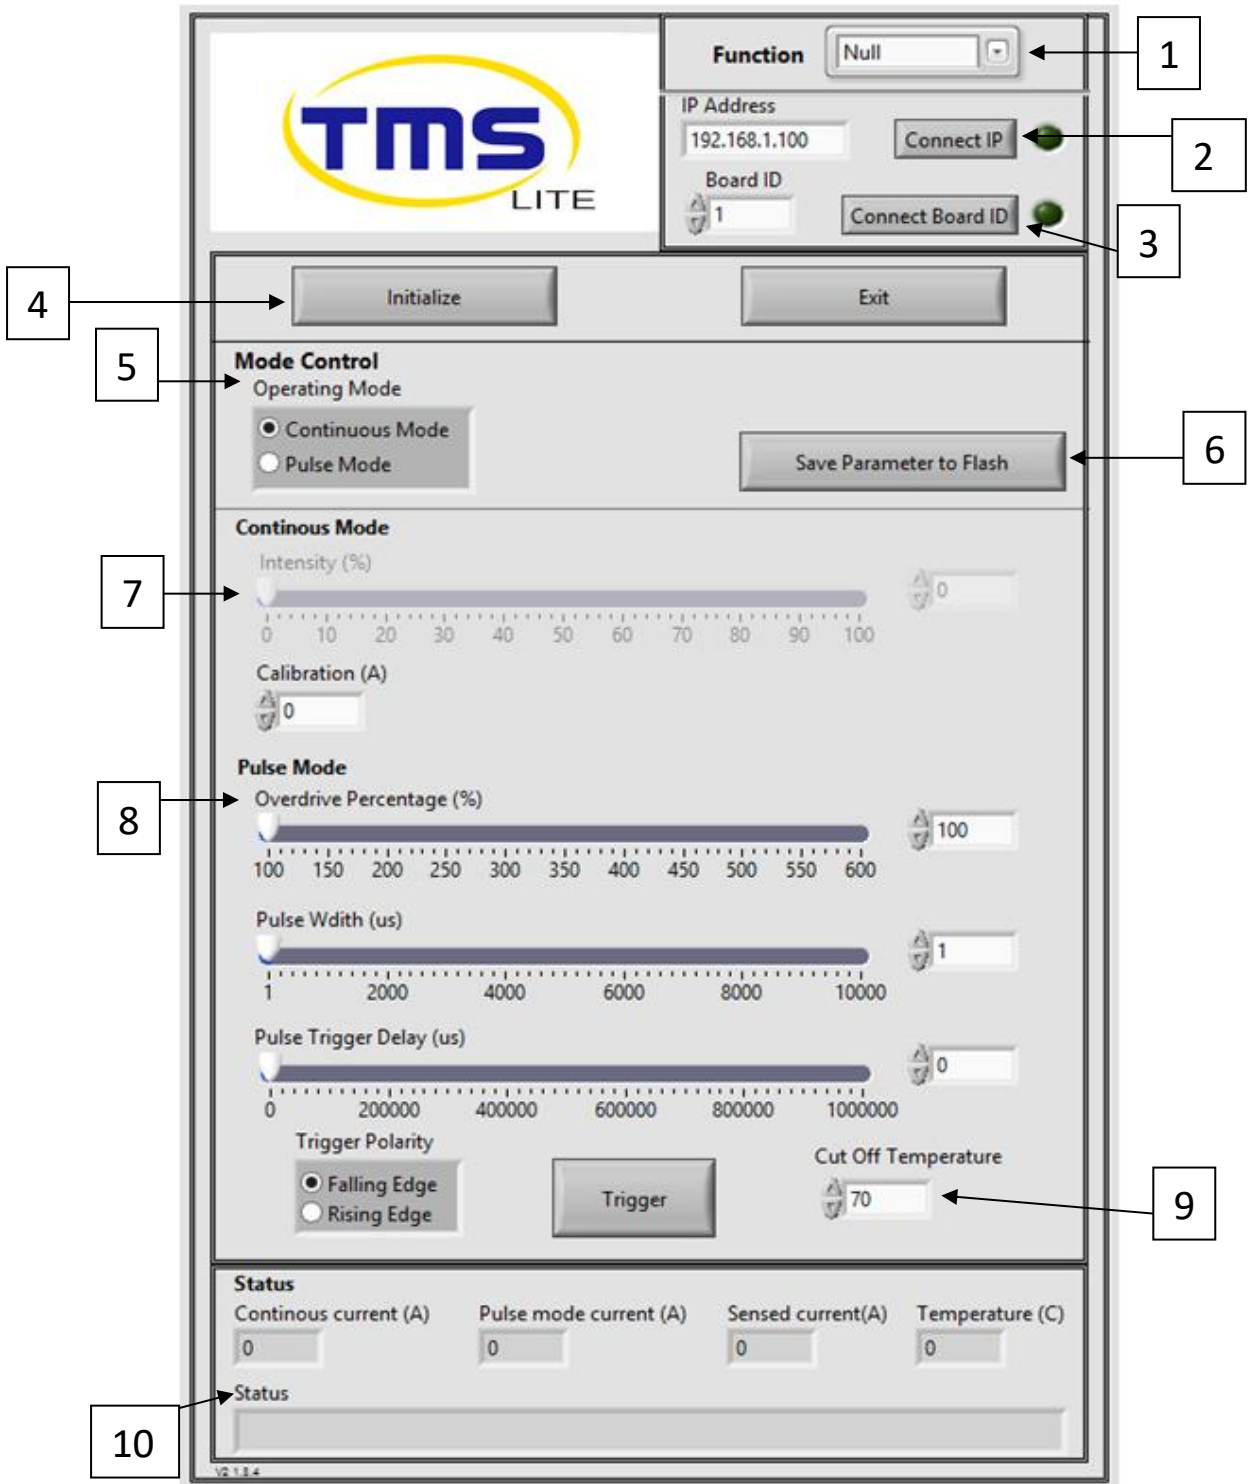 TMS
LITE
Function Null
1
IP Address
192.168.1.100 Connect IP
2
Board ID
1 Connect Board ID
3
4
Initialize Exit
5
Mode Control
Operating Mode
Continuous Mode
Pulse Mode
Save Parameter to Flash
6
Continous Mode
Intensity (%)
7
0
0 10 20 30 40 50 60 70 80 90 100
Calibration (A)
0
Pulse Mode
8
Overdrive Percentage (%)
100
100 150 200 250 300 350 400 450 500 550 600
Pulse Wdith (us)
1
1 2000 4000 6000 8000 10000
Pulse Trigger Delay (us)
0
0 200000 400000 600000 800000 1000000
Trigger Polarity
Falling Edge
Rising Edge
Trigger
Cut Off Temperature
70
9
Status
Continous current (A) Pulse mode current (A) Sensed current(A) Temperature (C)
0 0 0 0
Status
10